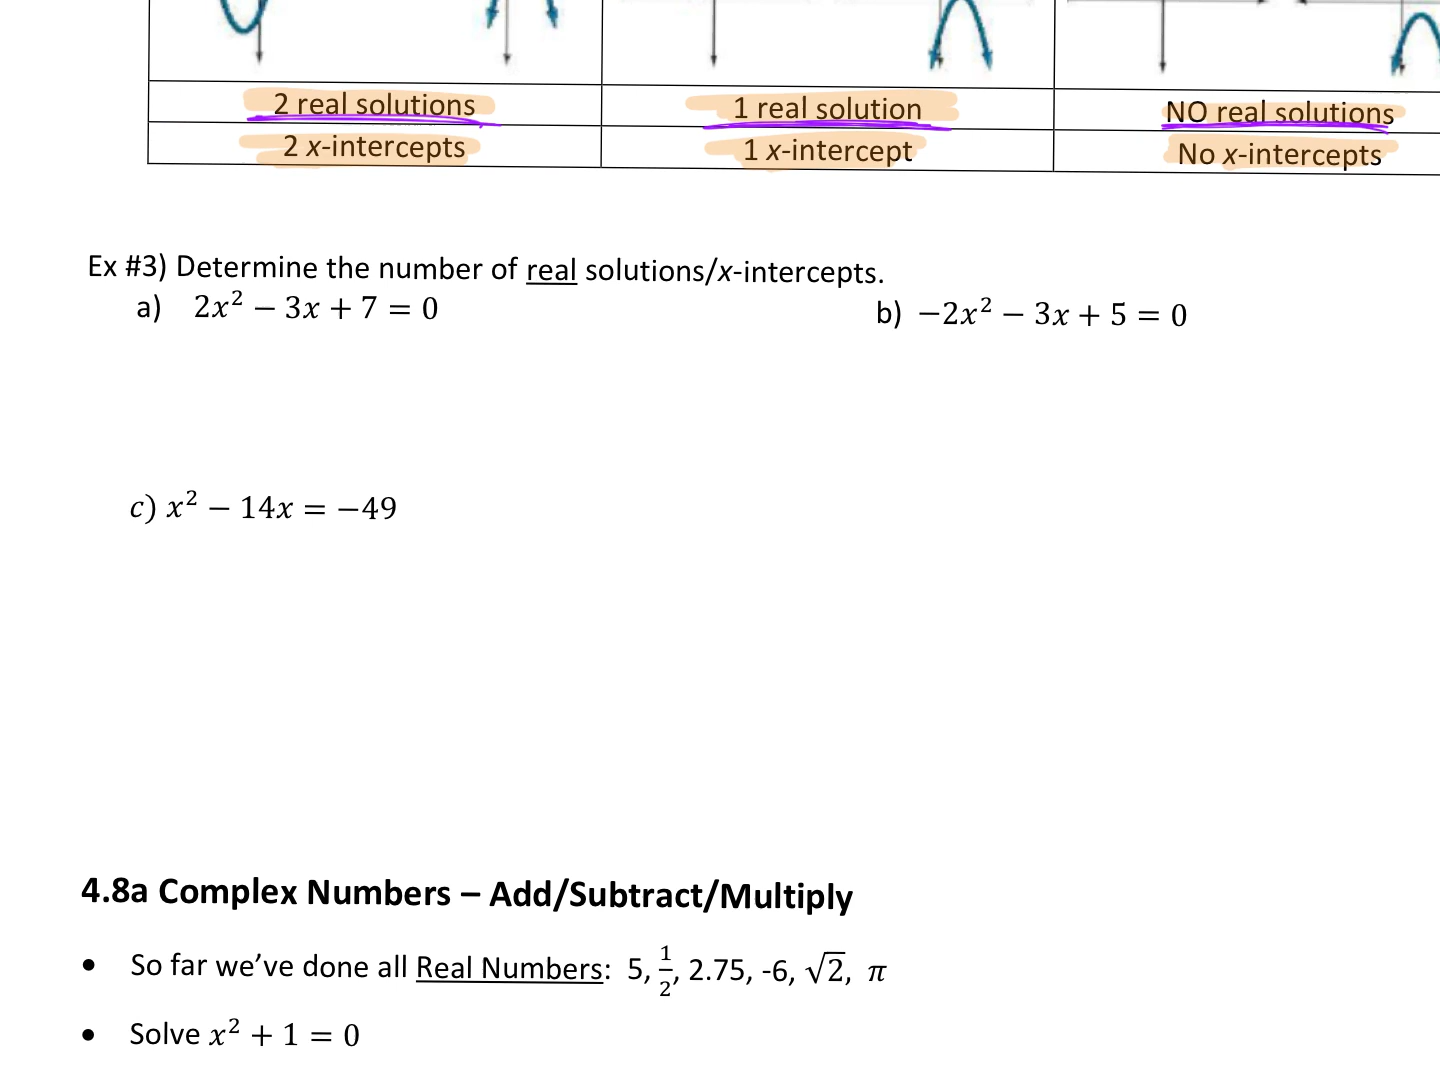 2 real solutions 1 real solution NO real solutions
2 x-intercepts 1 x-intercept No x-intercepts
Ex #3) Determine the number of real solutions/x-intercepts.
a) 2x² − 3x + 7 = 0 b) −2x² − 3x + 5 = 0
c) x² − 14x = −49
4.8a Complex Numbers – Add/Subtract/Multiply
• So far we’ve done all Real Numbers: 5, 1/2, 2.75, -6, √2, π
• Solve x² + 1 = 0